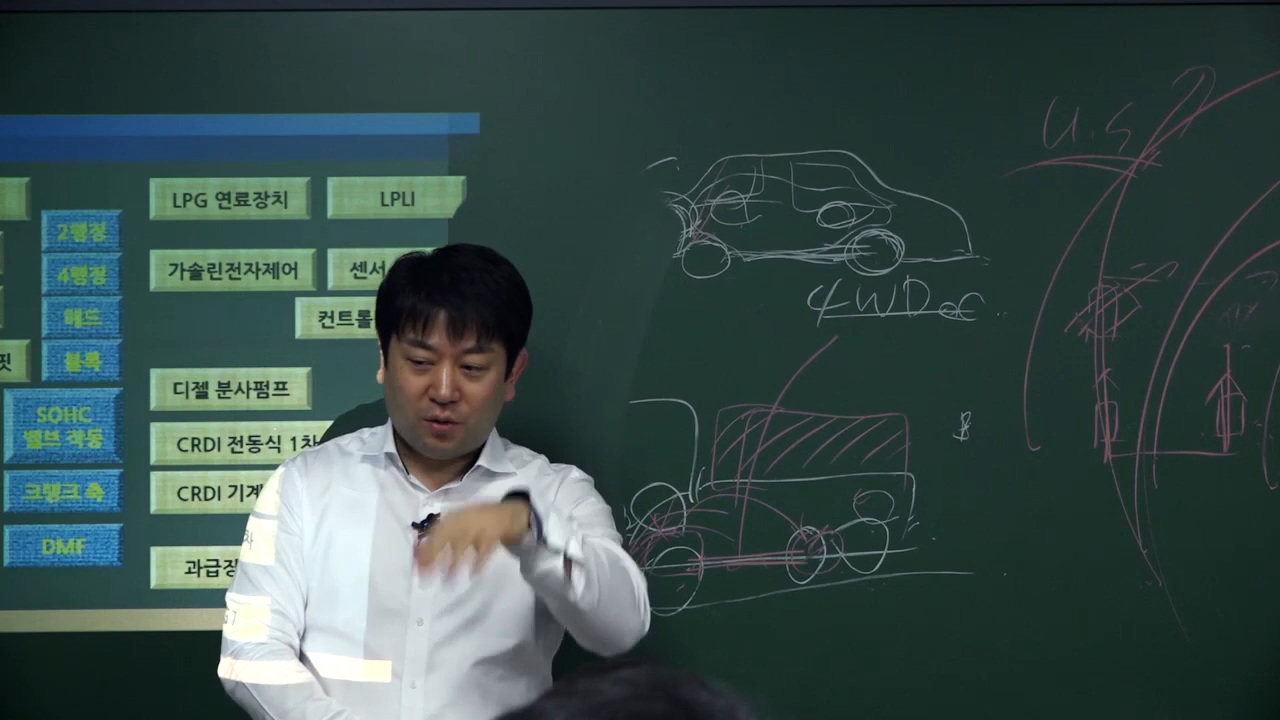 LPG 연료장치
LPLI
2행정
가솔린전자제어
센서
4행정
헤드
컨트롤
블록
핏
디젤 분사펌프
SOHC
밸브 작동
CRDI 전동식 1차
크랭크 축
CRDI 기계
DMF
과급장
U.S
4WD
B